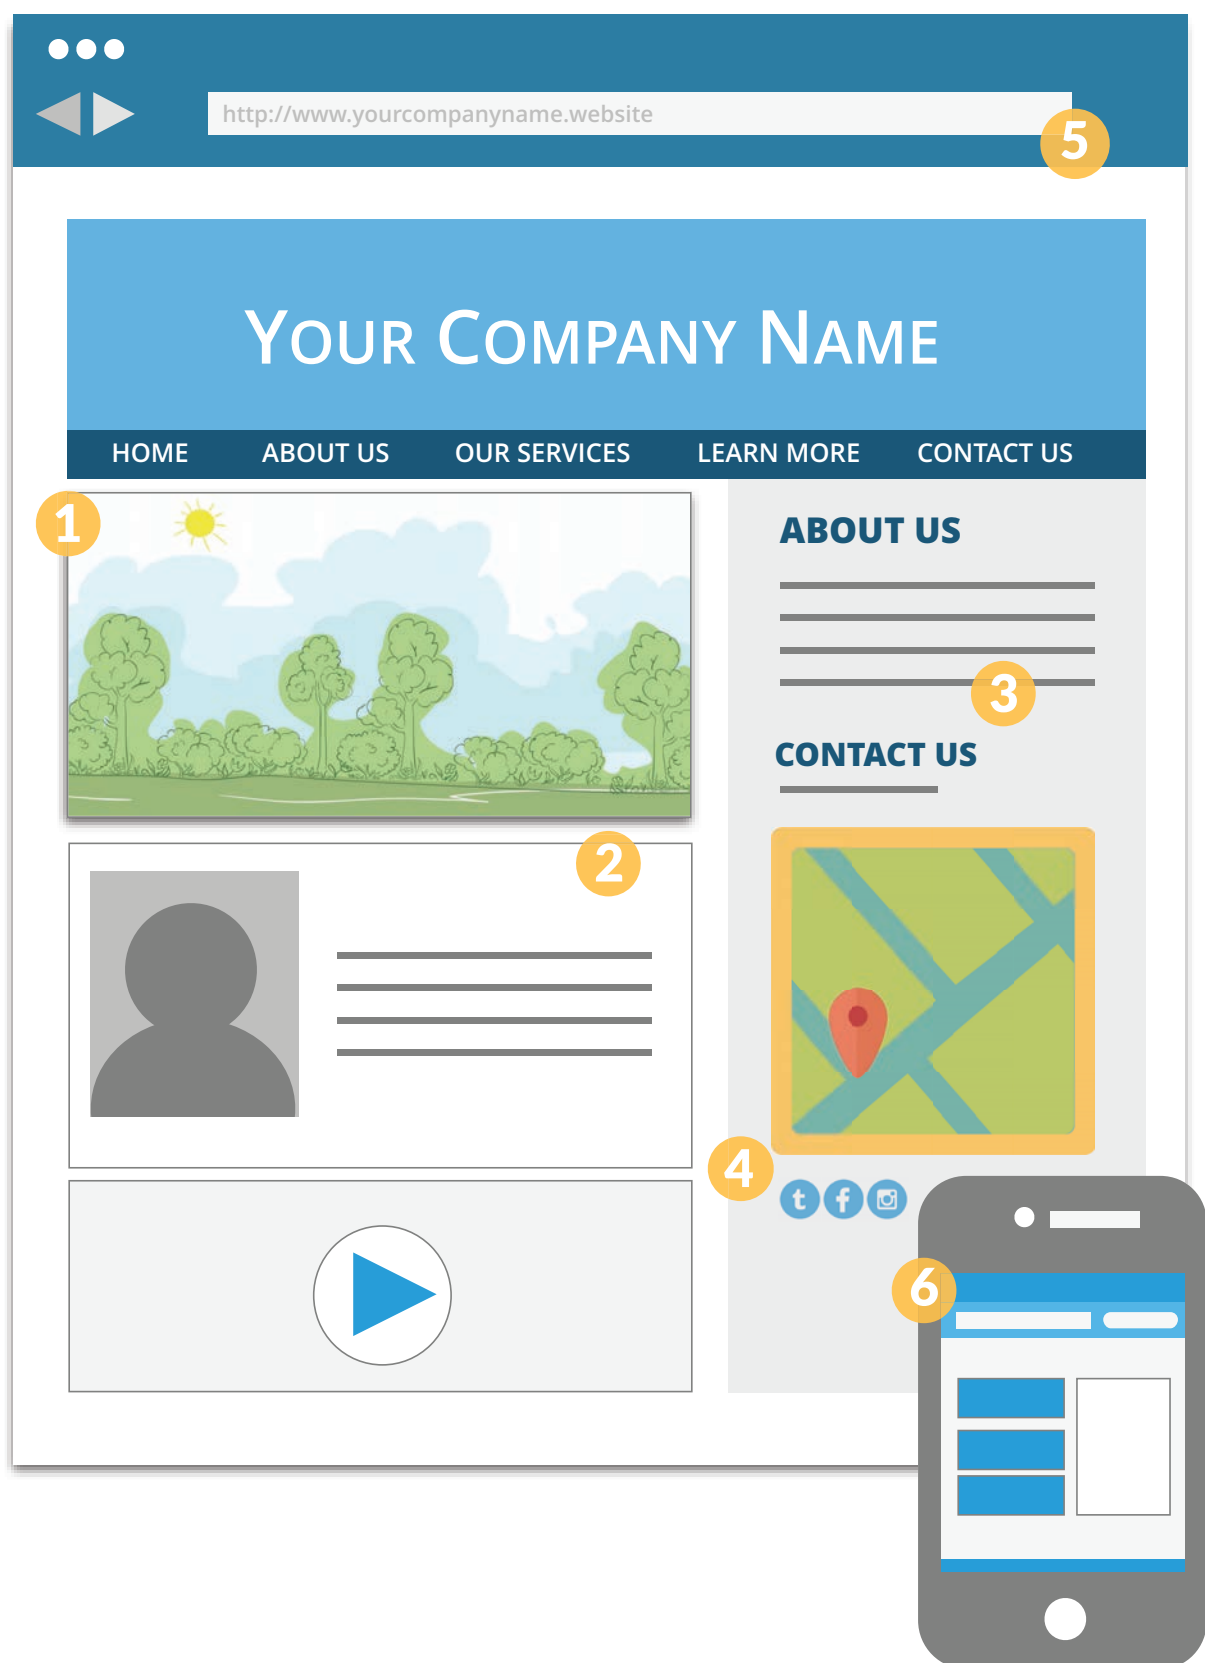 http://www.yourcompanyname.website
5
YOUR COMPANY NAME
HOME ABOUT US OUR SERVICES LEARN MORE CONTACT US
1
ABOUT US
3
CONTACT US
2
4
t f
6